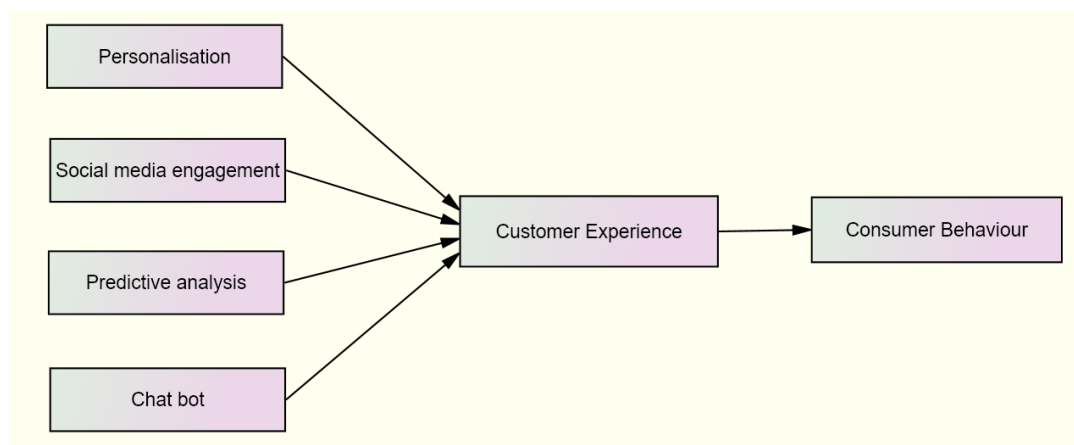 Personalisation
Social media engagement
Predictive analysis
Chat bot
Customer Experience
Consumer Behaviour